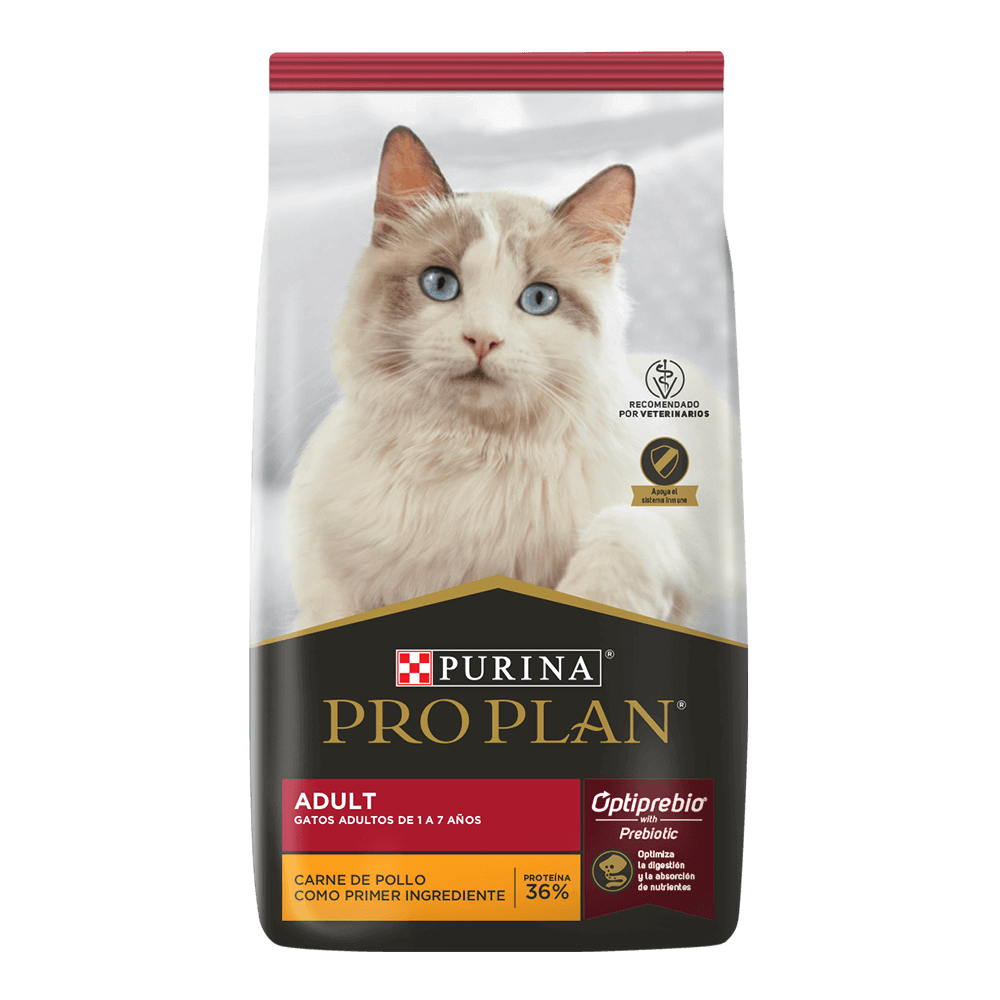 RECOMENDADO
POR VETERINARIOS
Apoya el
sistema inmune
PURINA®
PRO PLAN®
ADULT
GATOS ADULTOS DE 1 A 7 AÑOS
CARNE DE POLLO
COMO PRIMER INGREDIENTE
PROTEÍNA
36%
Optiprebio®
with
Prebiotic
Optimiza
la digestión
y la absorción
de nutrientes